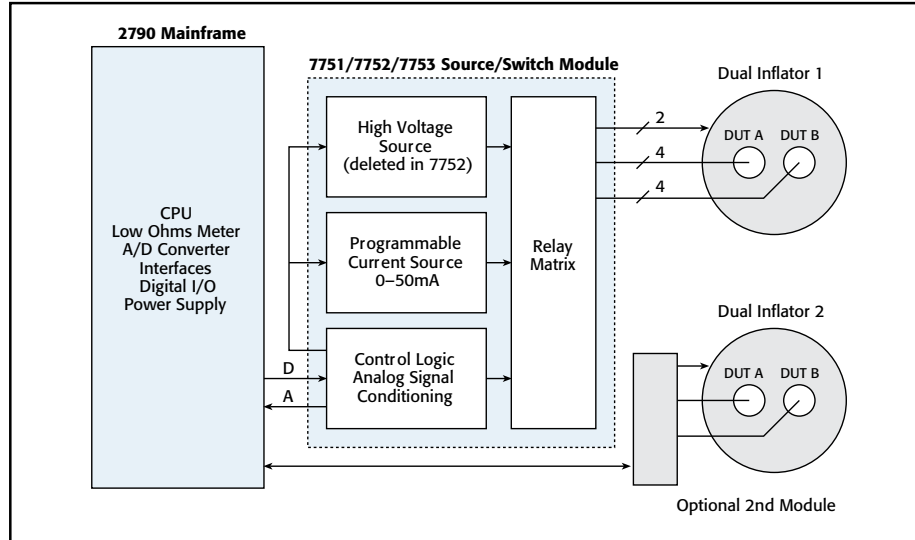 2790 Mainframe
CPU
Low Ohms Meter
A/D Converter
Interfaces
Digital I/O
Power Supply
7751/7752/7753 Source/Switch Module
High Voltage
Source
(deleted in 7752)
Programmable
Current Source
0–50mA
Control Logic
Analog Signal
Conditioning
Relay
Matrix
D
A
2
4
4
Dual Inflator 1
DUT A DUT B
Dual Inflator 2
DUT A DUT B
Optional 2nd Module